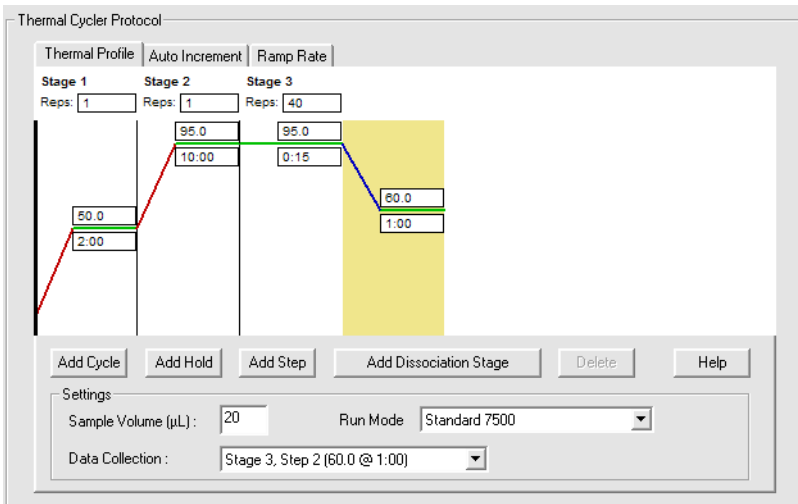 Thermal Cycler Protocol
Thermal Profile Auto Increment Ramp Rate
Stage 1 Stage 2 Stage 3
Reps: 1 Reps: 1 Reps: 40
95.0 95.0
10:00 0:15
60.0
1:00
50.0
2:00
Add Cycle Add Hold Add Step Add Dissociation Stage Delete Help
Settings
Sample Volume (µL) : 20 Run Mode Standard 7500
Data Collection : Stage 3, Step 2 (60.0 @ 1:00)